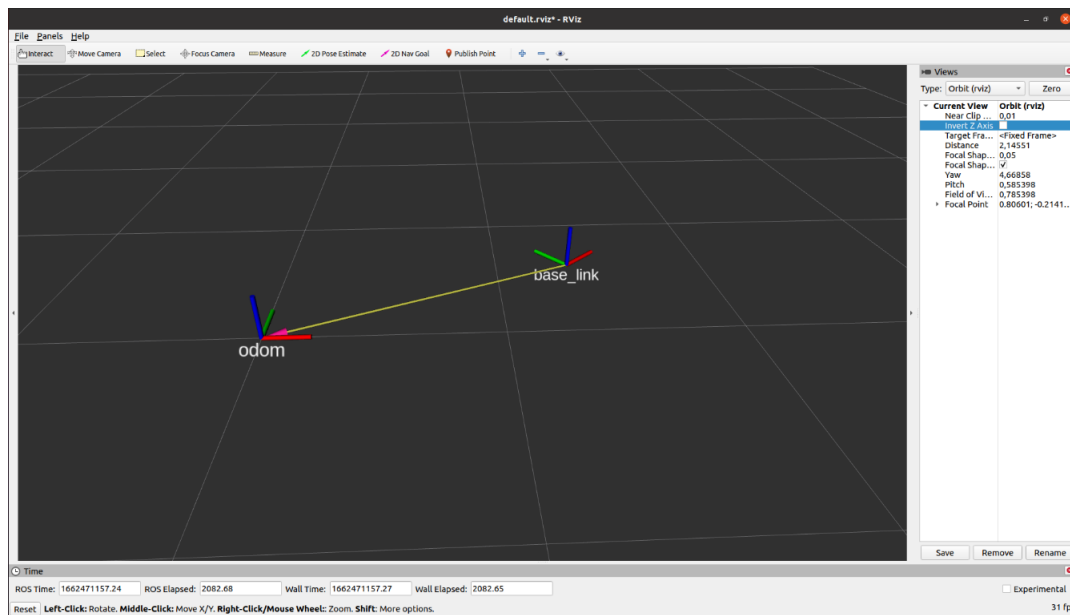 default.rviz* - RViz
File Panels Help
Interact Move Camera Select Focus Camera Measure 2D Pose Estimate 2D Nav Goal Publish Point
Views
Type: Orbit (rviz) Zero
Current View Orbit (rviz)
Near Clip ... 0,01
Invert Z Axis
Target Fra... <Fixed Frame>
Distance 2,14551
Focal Shap... 0,05
Focal Shap...
Yaw 4,66858
Pitch 0,585398
Field of Vi... 0,785398
Focal Point 0.80601; -0.2141...
base_link
odom
Save Remove Rename
Time
ROS Time: 1662471157.24 ROS Elapsed: 2082.68 Wall Time: 1662471157.27 Wall Elapsed: 2082.65 Experimental
Reset Left-Click: Rotate. Middle-Click: Move X/Y. Right-Click/Mouse Wheel: Zoom. Shift: More options. 31 fp